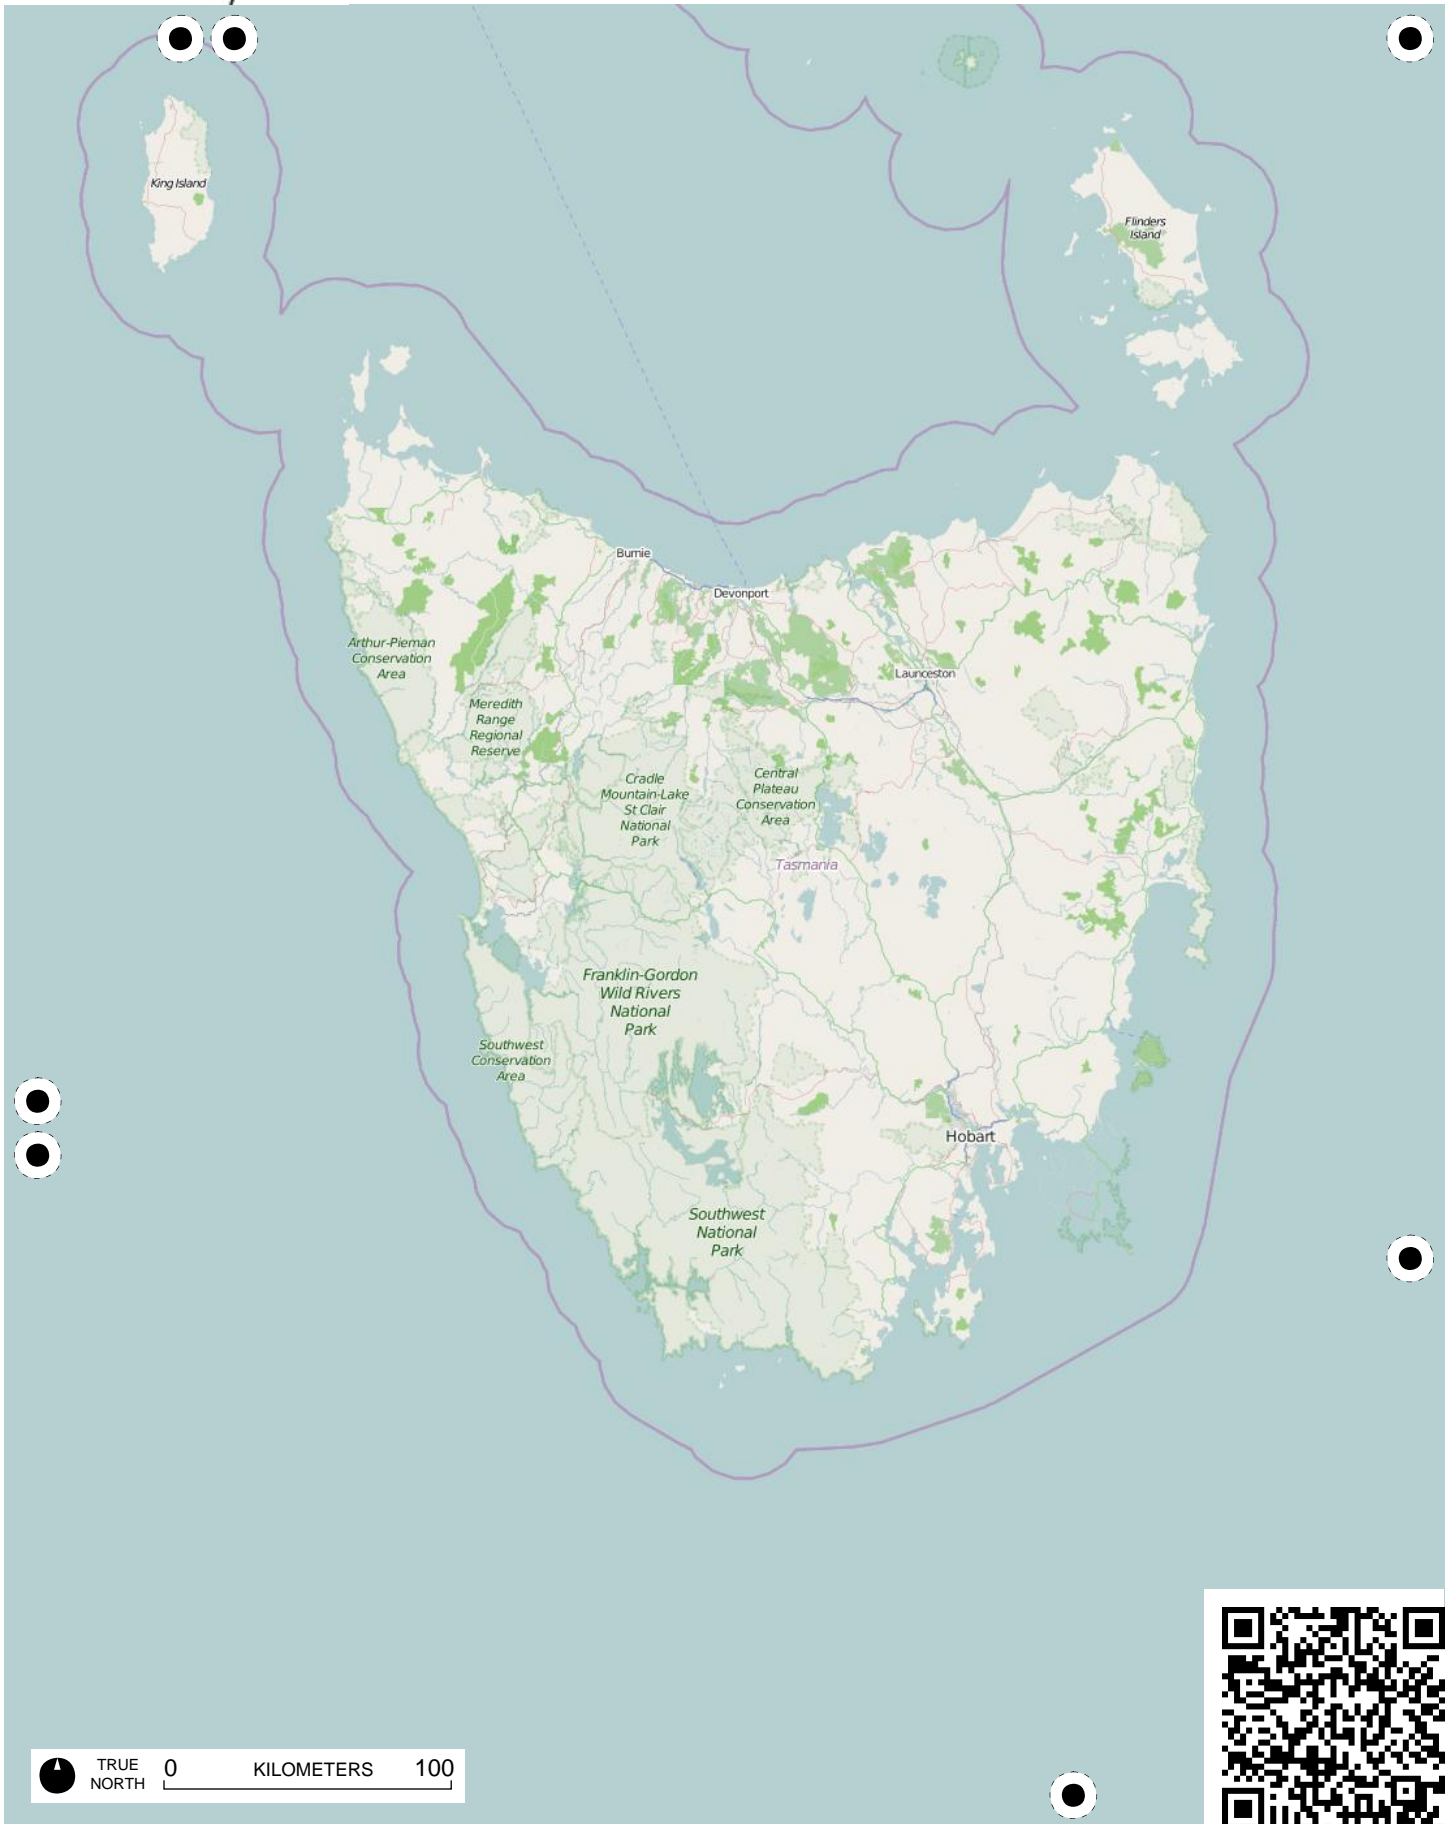 King Island
Flinders
Island
Burnie
Devonport
Arthur-Pieman
Conservation
Area
Launceston
Meredith
Range
Regional
Reserve
Cradle
Mountain-Lake
St Clair
National
Park
Central
Plateau
Conservation
Area
Tasmania
Franklin-Gordon
Wild Rivers
National
Park
Southwest
Conservation
Area
Hobart
Southwest
National
Park
TRUE
NORTH
0 KILOMETERS 100